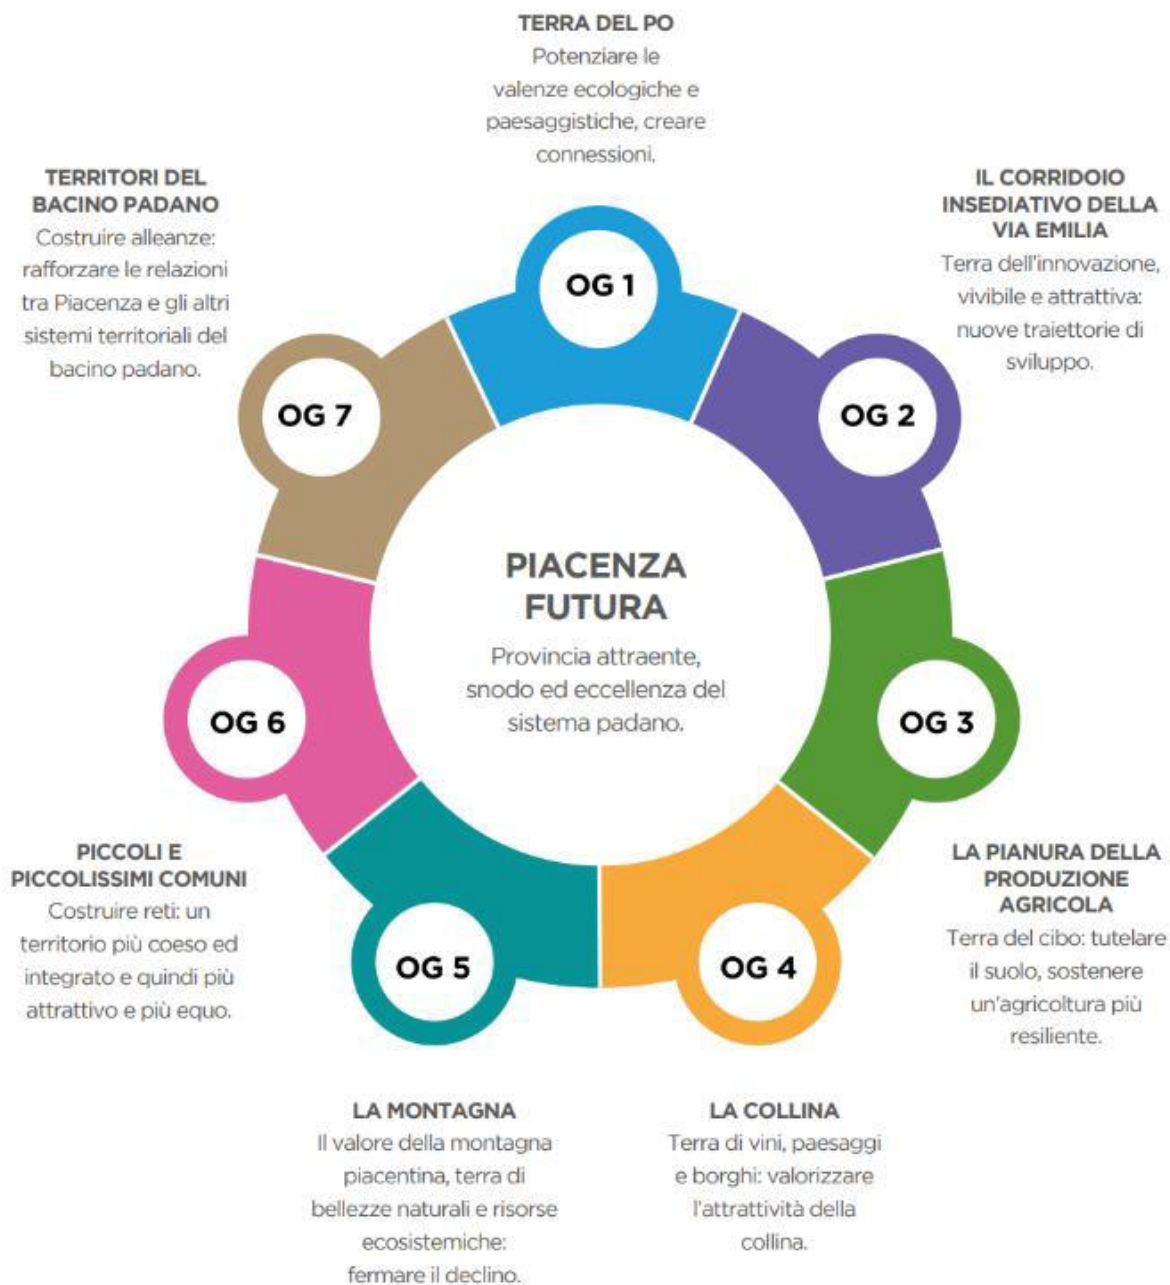 TERRA DEL PO
Potenziare le
valenze ecologiche e
paesaggistiche, creare
connessioni.
OG 1
IL CORRIDOIO
INSEDIATIVO DELLA
VIA EMILIA
Terra dell'innovazione,
vivibile e attrattiva:
nuove traiettorie di
sviluppo.
OG 2
LA PIANURA DELLA
PRODUZIONE
AGRICOLA
Terra del cibo: tutelare
il suolo, sostenere
un'agricoltura più
resiliente.
OG 3
LA COLLINA
Terra di vini, paesaggi
e borghi: valorizzare
l'attrattività della
collina.
OG 4
LA MONTAGNA
Il valore della montagna
piacentina, terra di
bellezze naturali e risorse
ecosistemiche:
fermare il declino.
OG 5
PICCOLI E
PICCOLISSIMI COMUNI
Costruire reti: un
territorio più coeso ed
integrato e quindi più
attrattivo e più equo.
OG 6
TERRITORI DEL
BACINO PADANO
Costruire alleanze:
rafforzare le relazioni
tra Piacenza e gli altri
sistemi territoriali del
bacino padano.
OG 7
PIACENZA
FUTURA
Provincia attraente,
snodo ed eccellenza del
sistema padano.